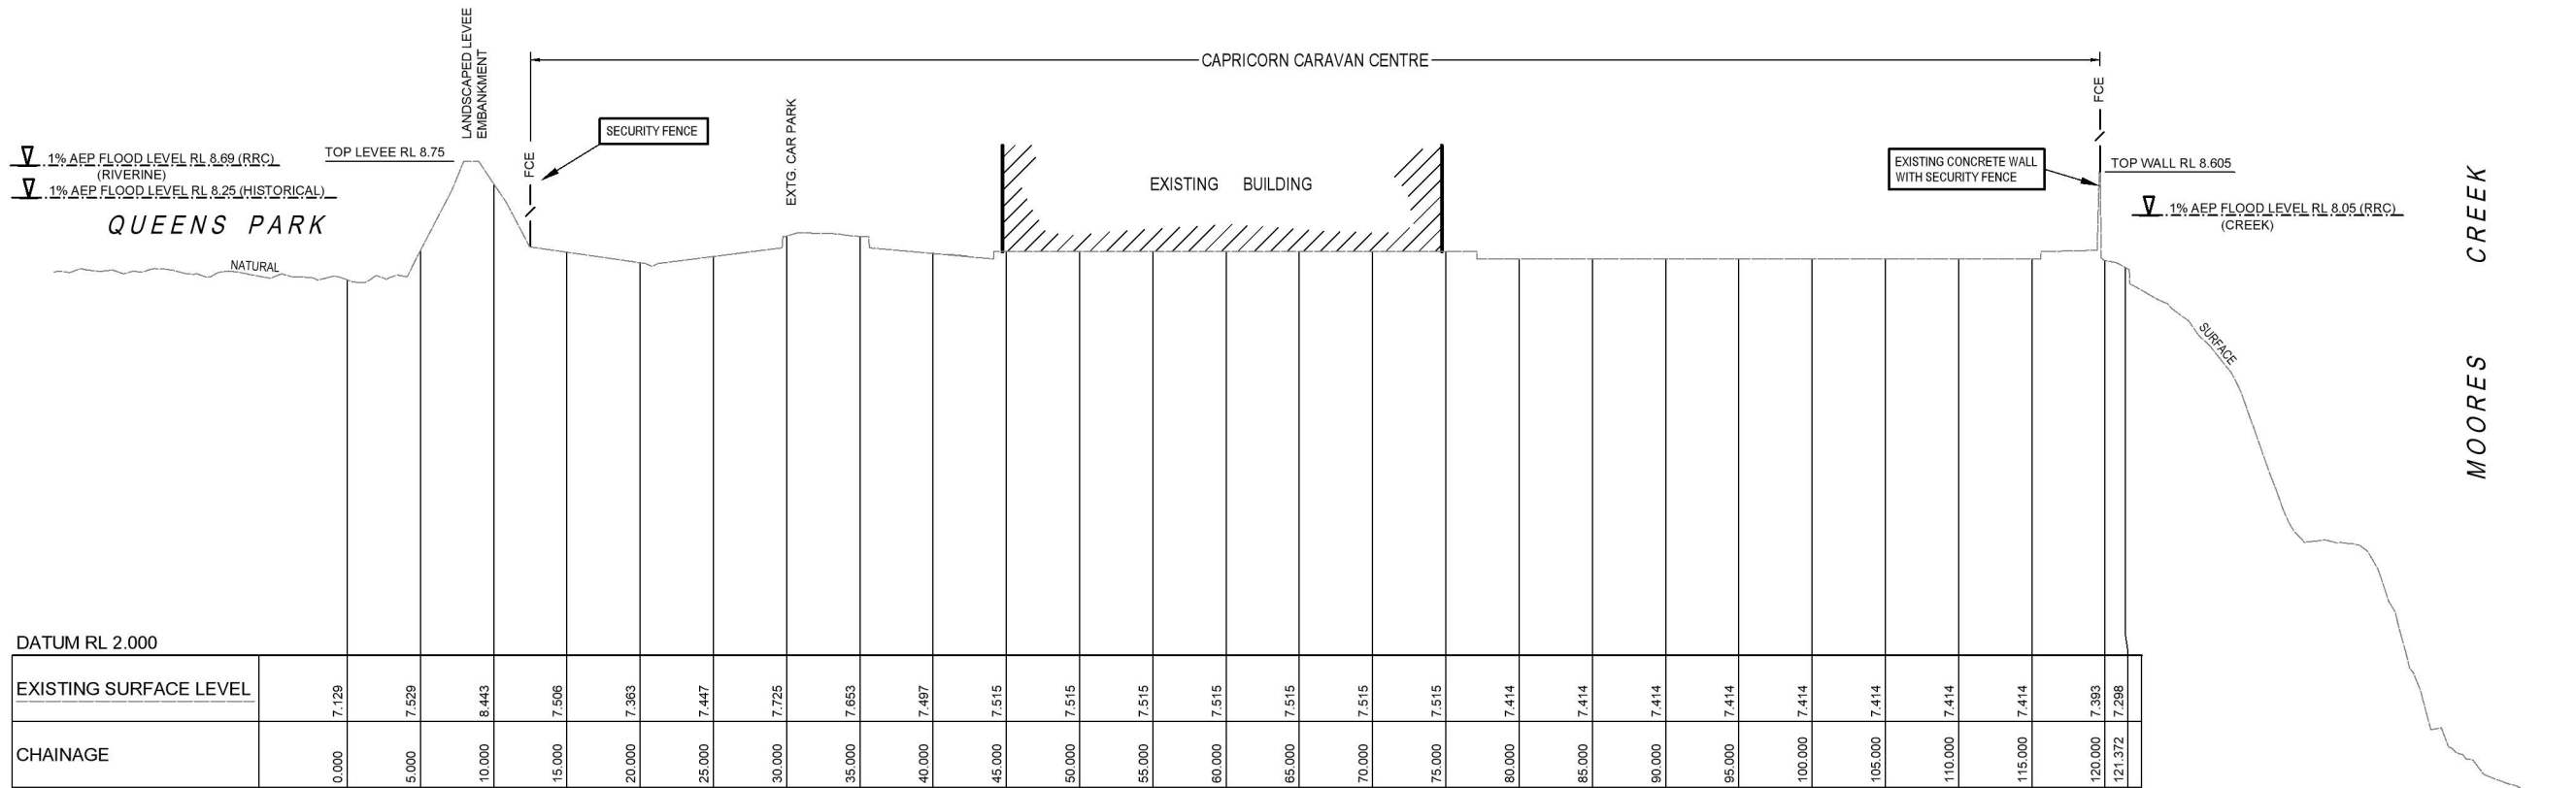 LANDSCAPED LEVEE
EMBANKMENT
CAPRICORN CARAVAN CENTRE
FCE
SECURITY FENCE
EXTG. CAR PARK
FCE
1% AEP FLOOD LEVEL RL 8.69 (RRC)
(RIVERINE)
1% AEP FLOOD LEVEL RL 8.25 (HISTORICAL)
TOP LEVEE RL 8.75
QUEENS PARK
NATURAL
EXISTING BUILDING
EXISTING CONCRETE WALL
WITH SECURITY FENCE
TOP WALL RL 8.605
1% AEP FLOOD LEVEL RL 8.05 (RRC)
(CREEK)
SURFACE
MOORES CREEK
DATUM RL 2.000
EXISTING SURFACE LEVEL 7.129 7.529 8.443 7.506 7.363 7.447 7.725 7.653 7.497 7.515 7.515 7.515 7.515 7.515 7.515 7.515 7.414 7.414 7.414 7.414 7.414 7.414 7.414 7.414 7.393 7.298
CHAINAGE 0.000 5.000 10.000 15.000 20.000 25.000 30.000 35.000 40.000 45.000 50.000 55.000 60.000 65.000 70.000 75.000 80.000 85.000 90.000 95.000 100.000 105.000 110.000 115.000 120.000 121.372